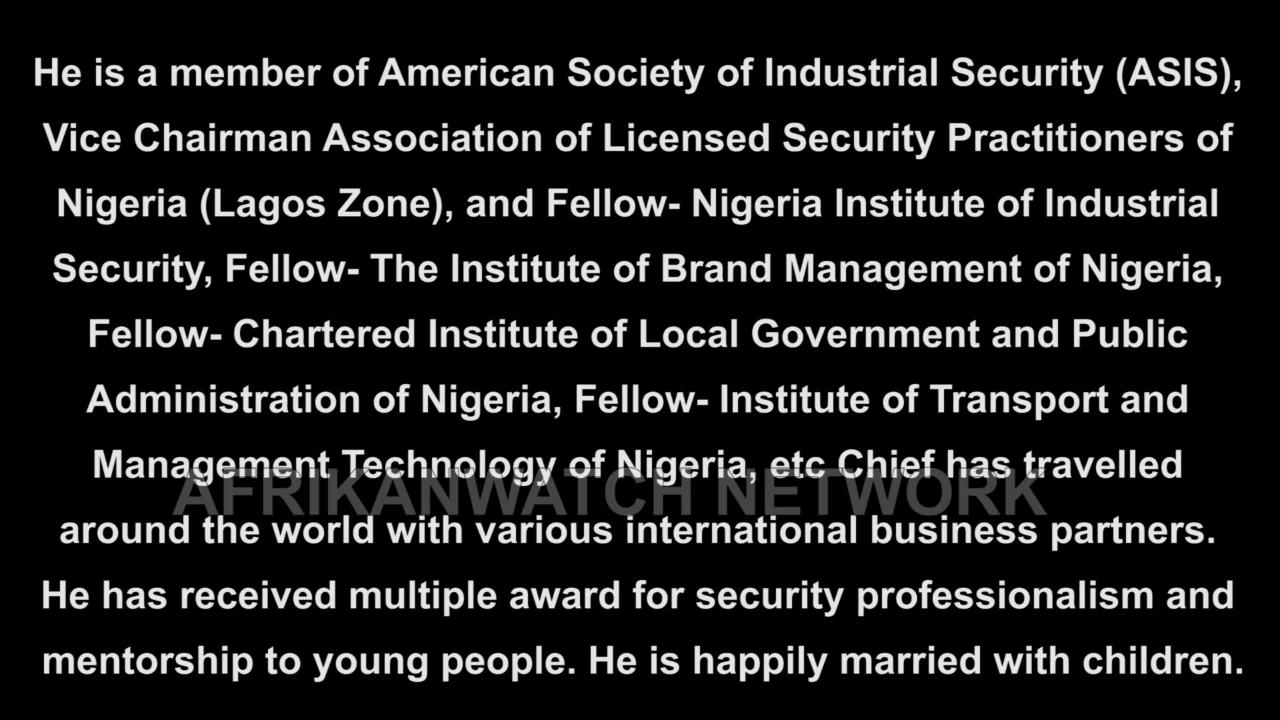 He is a member of American Society of Industrial Security (ASIS),
Vice Chairman Association of Licensed Security Practitioners of
Nigeria (Lagos Zone), and Fellow- Nigeria Institute of Industrial
Security, Fellow- The Institute of Brand Management of Nigeria,
Fellow- Chartered Institute of Local Government and Public
Administration of Nigeria, Fellow- Institute of Transport and
Management Technology of Nigeria, etc Chief has travelled
AFRIKANWATCH NETWORK
around the world with various international business partners.
He has received multiple award for security professionalism and
mentorship to young people. He is happily married with children.